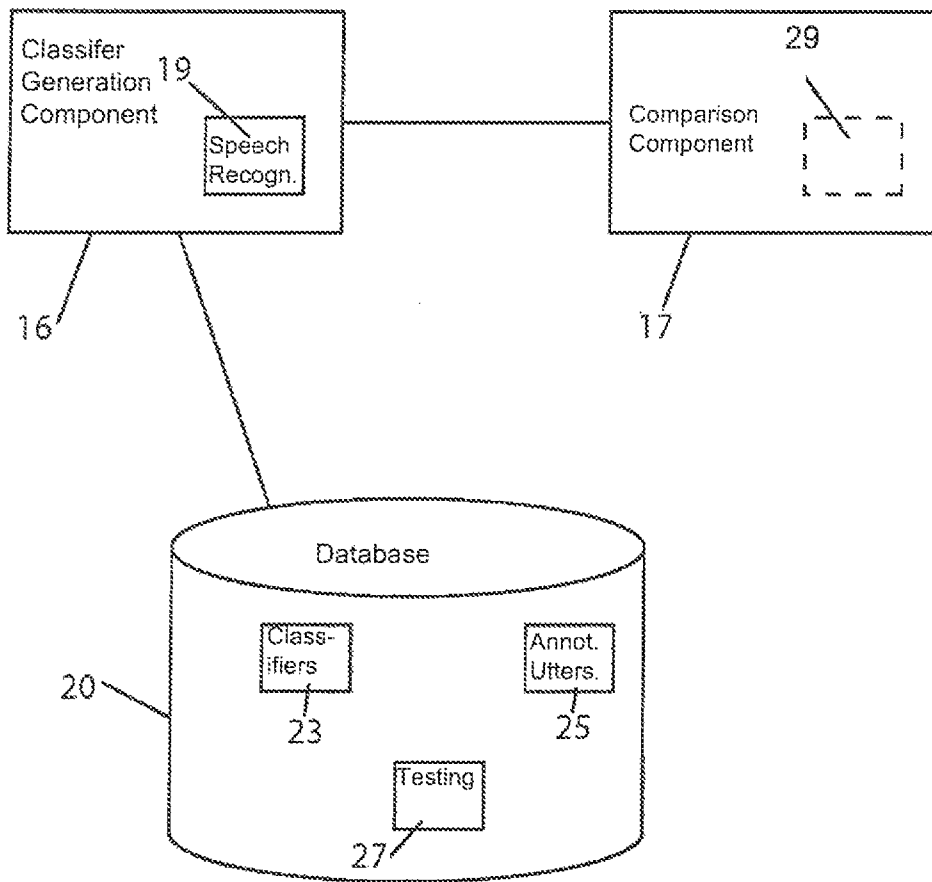 Classifer
Generation
Component
19
Speech
Recogn.
29
Comparison
Component
16
17
Database
Class-
ifiers
23
Annot.
Utters.
25
20
Testing
27